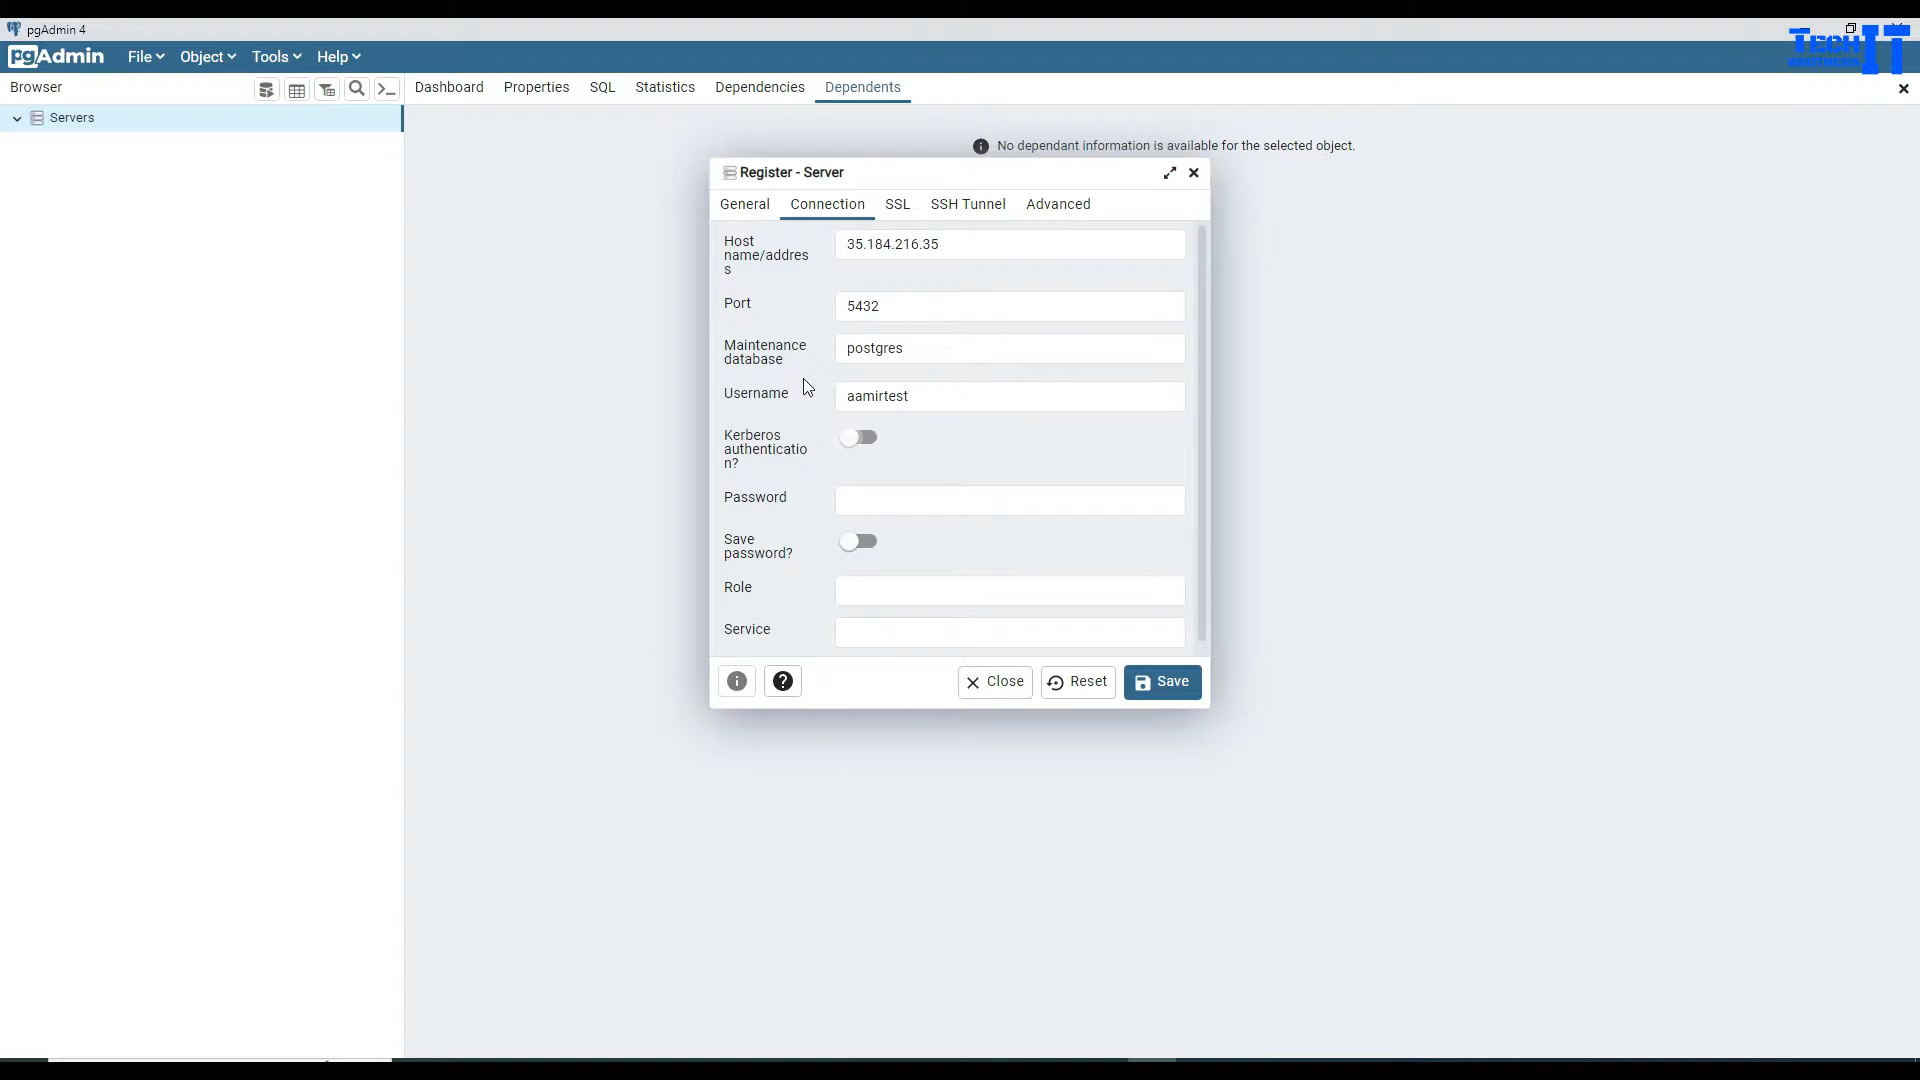 pgAdmin 4
pgAdmin File Object Tools Help
TECH IT
Browser Dashboard Properties SQL Statistics Dependencies Dependents
Servers
No dependant information is available for the selected object.
Register - Server
General Connection SSL SSH Tunnel Advanced
Host
name/addres
s
35.184.216.35
Port
5432
Maintenance
database
postgres
Username
aamirtest
Kerberos
authenticatio
n?
Password
Save
password?
Role
Service
Close Reset Save